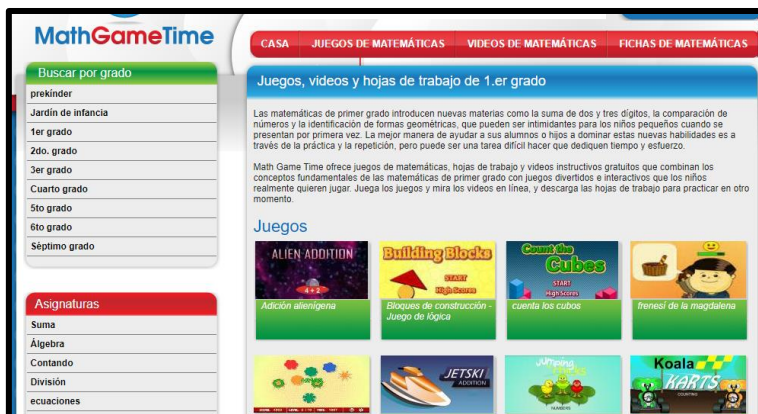 MathGameTime
CASA JUEGOS DE MATEMÁTICAS VIDEOS DE MATEMÁTICAS FICHAS DE MATEMÁTICAS
Buscar por grado
prekínder
Jardín de infancia
1er grado
2do. grado
3er grado
Cuarto grado
5to grado
6to grado
Séptimo grado
Asignaturas
Suma
Álgebra
Contando
División
ecuaciones
Juegos, videos y hojas de trabajo de 1.er grado
Las matemáticas de primer grado introducen nuevas materias como la suma de dos y tres dígitos, la comparación de
números y la identificación de formas geométricas, que pueden ser intimidantes para los niños pequeños cuando se
presentan por primera vez. La mejor manera de ayudar a sus alumnos o hijos a dominar estas nuevas habilidades es a
través de la práctica y la repetición, pero puede ser una tarea difícil hacer que dediquen tiempo y esfuerzo.
Math Game Time ofrece juegos de matemáticas, hojas de trabajo y videos instructivos gratuitos que combinan los
conceptos fundamentales de las matemáticas de primer grado con juegos divertidos e interactivos que los niños
realmente quieren jugar. Juega los juegos y mira los videos en línea, y descarga las hojas de trabajo para practicar en otro
momento.
Juegos
ALIEN ADDITION
4+2
Adición alienígena
Building Blocks
START
High Scores
Bloques de construcción -
Juego de lógica
Count the
Cubes
START
High Scores
cuenta los cubos
frenesí de la magdalena
JETSKI
ADDITION
Jumping
NUMBERS
Koala
KARTS
COUNTING